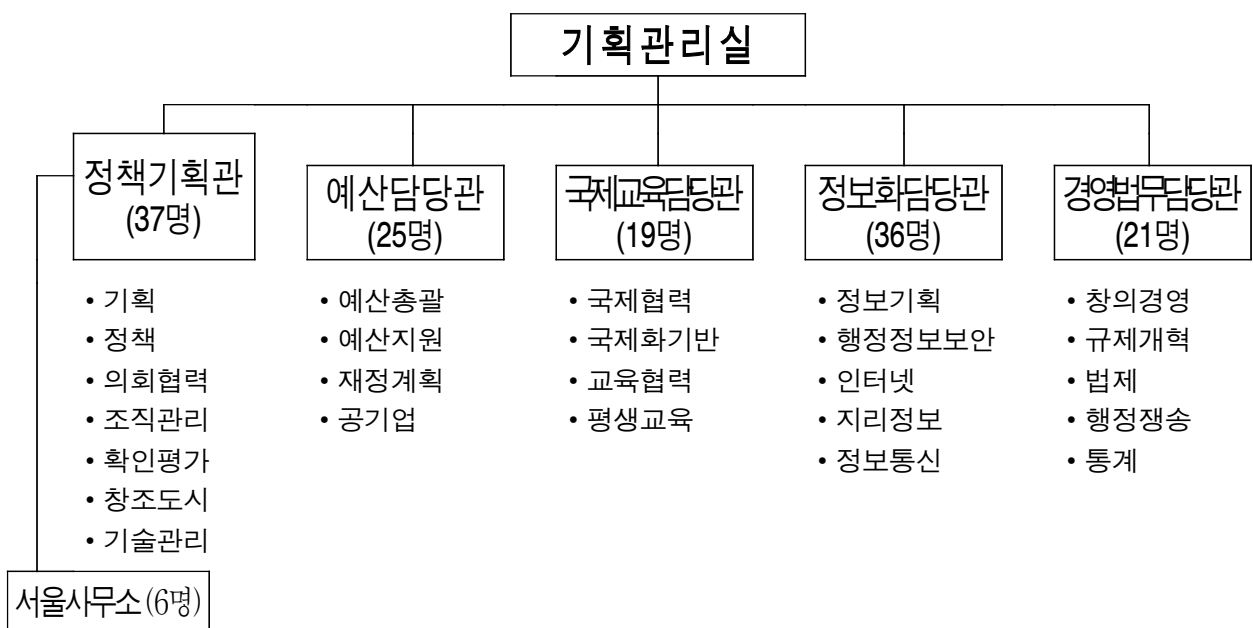 기획관리실
정책기획관
(37명)
예산담당관
(25명)
국제교육담당관
(19명)
정보화담당관
(36명)
경영법무담당관
(21명)
• 기획
• 정책
• 의회협력
• 조직관리
• 확인평가
• 창조도시
• 기술관리
• 예산총괄
• 예산지원
• 재정계획
• 공기업
• 국제협력
• 국제화기반
• 교육협력
• 평생교육
• 정보기획
• 행정정보보안
• 인터넷
• 지리정보
• 정보통신
• 창의경영
• 규제개혁
• 법제
• 행정쟁송
• 통계
서울사무소 (6명)